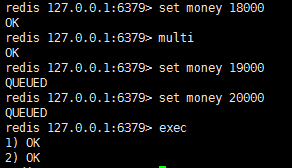 redis 127.0.0.1:6379> set money 18000
OK
redis 127.0.0.1:6379> multi
OK
redis 127.0.0.1:6379> set money 19000
QUEUED
redis 127.0.0.1:6379> set money 20000
QUEUED
redis 127.0.0.1:6379> exec
1) OK
2) OK